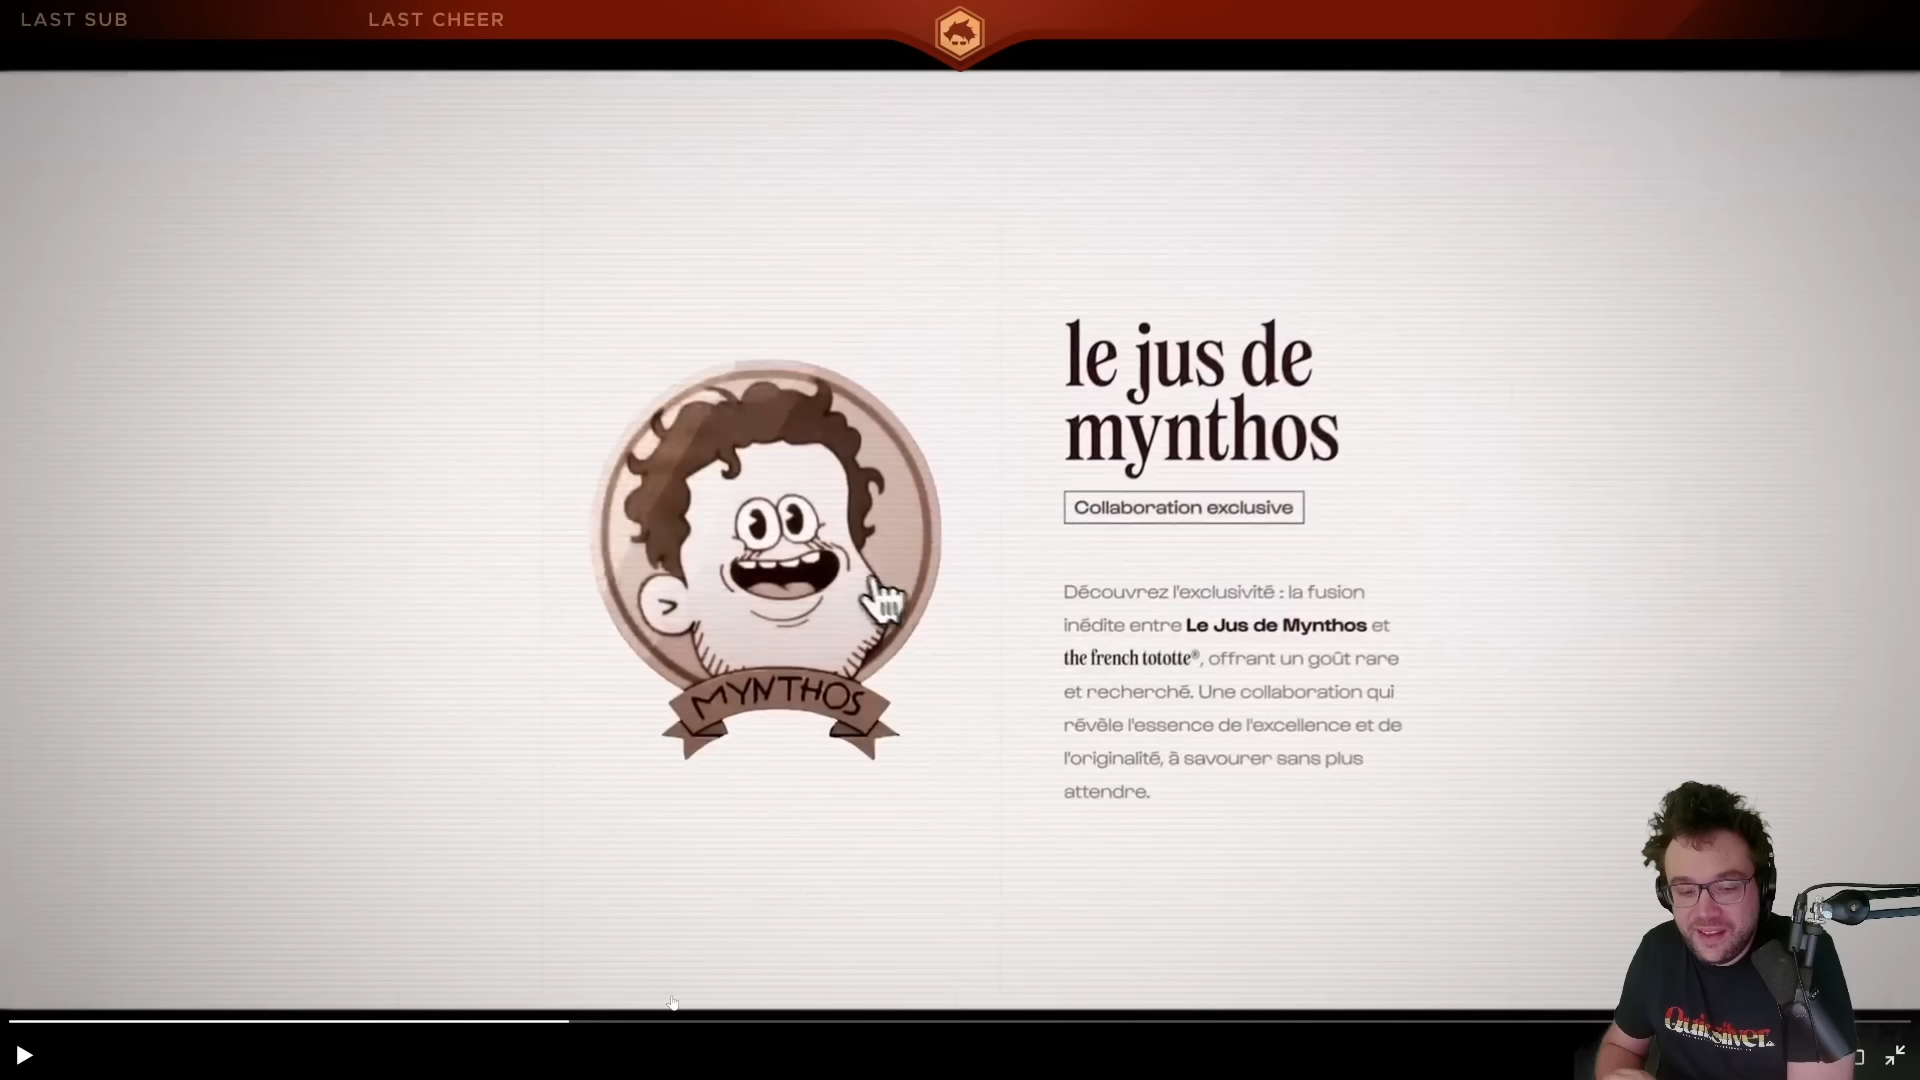 LAST SUB
LAST CHEER
le jus de
mynthos
Collaboration exclusive
Découvrez l'exclusivité : la fusion
inédite entre Le Jus de Mynthos et
the french tototte®, offrant un goût rare
et recherché. Une collaboration qui
révèle l'essence de l'excellence et de
l'originalité, à savourer sans plus
attendre.
MYNTHOS
Quiksilver